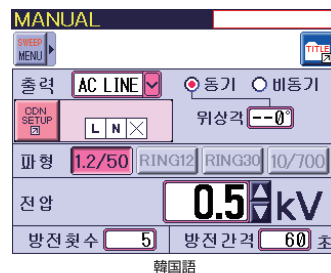 MANUAL
SWEEP MENU TITLE
출력 AC LINE 동기 비동기
CDN SETUP L N 위상각 --0°
파형 1.2/50 RING12 RING30 10/700
전압 0.5 kV
방전횟수 5 방전간격 60 초
韓国語